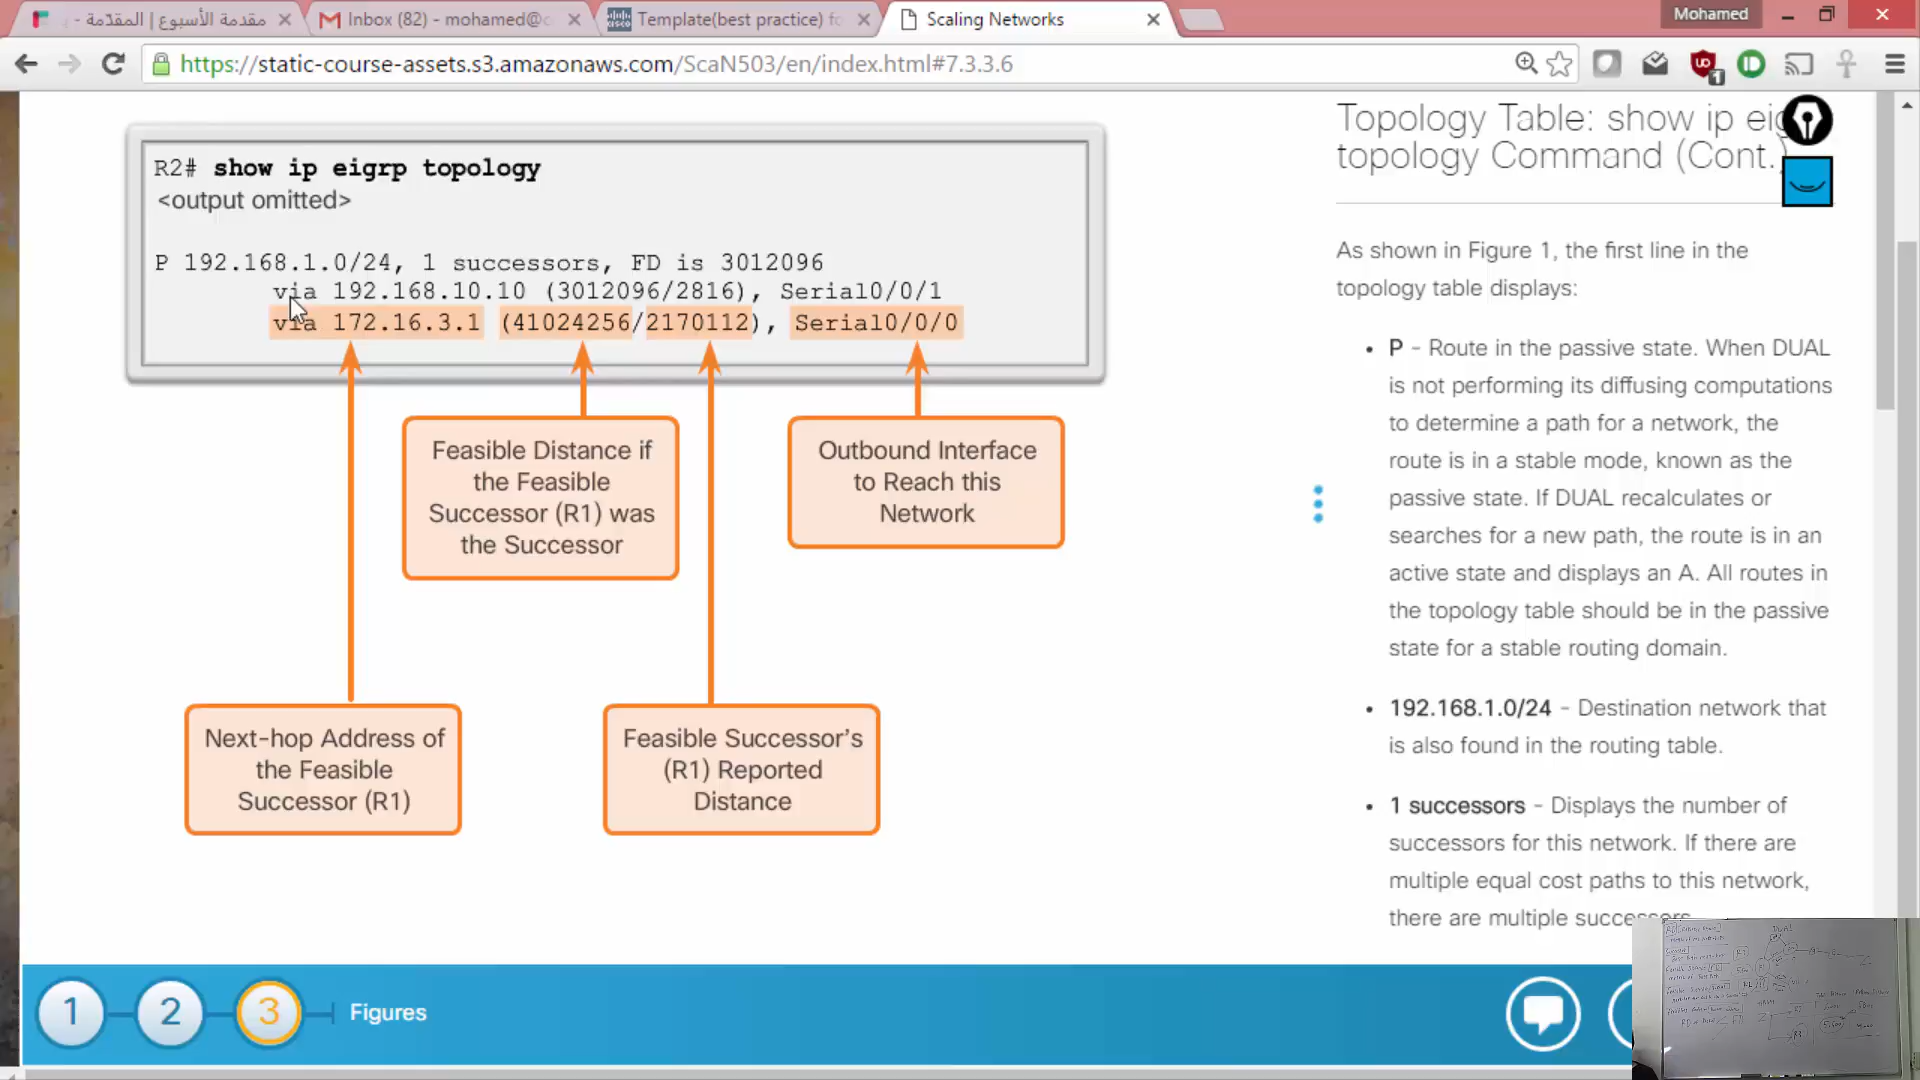 مقدمة الأسبوع | المقدّمة -
Inbox (82) - mohamed@
Template(best practice) fo
Scaling Networks
Mohamed
https://static-course-assets.s3.amazonaws.com/ScaN503/en/index.html#7.3.3.6
R2# show ip eigrp topology
<output omitted>
P 192.168.1.0/24, 1 successors, FD is 3012096
via 192.168.10.10 (3012096/2816), Serial0/0/1
via 172.16.3.1 (41024256/2170112), Serial0/0/0
Feasible Distance if
the Feasible
Successor (R1) was
the Successor
Outbound Interface
to Reach this
Network
Next-hop Address of
the Feasible
Successor (R1)
Feasible Successor's
(R1) Reported
Distance
Topology Table: show ip eig
topology Command (Cont.)
As shown in Figure 1, the first line in the
topology table displays:
• P - Route in the passive state. When DUAL
is not performing its diffusing computations
to determine a path for a network, the
route is in a stable mode, known as the
passive state. If DUAL recalculates or
searches for a new path, the route is in an
active state and displays an A. All routes in
the topology table should be in the passive
state for a stable routing domain.
• 192.168.1.0/24 - Destination network that
is also found in the routing table.
• 1 successors - Displays the number of
successors for this network. If there are
multiple equal cost paths to this network,
there are multiple successors.
1
2
3
Figures
DUAL